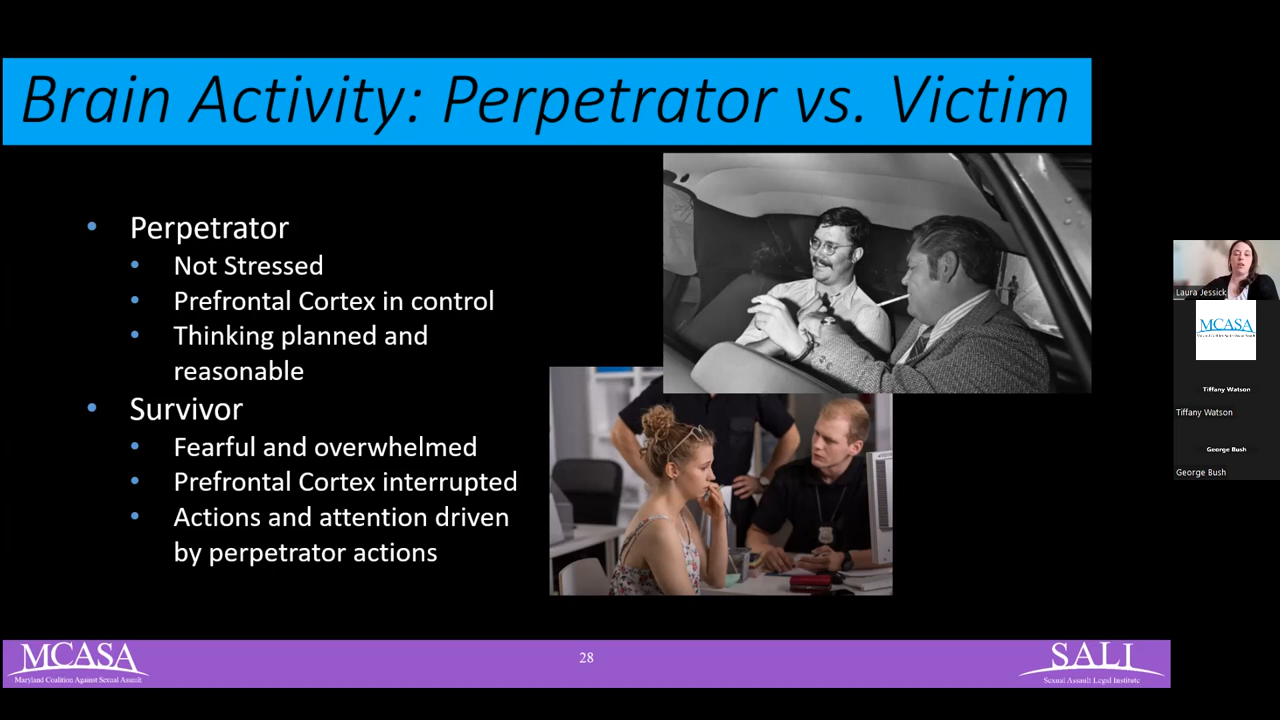 Brain Activity: Perpetrator vs. Victim
• Perpetrator
• Not Stressed
• Prefrontal Cortex in control
• Thinking planned and
reasonable
• Survivor
• Fearful and overwhelmed
• Prefrontal Cortex interrupted
• Actions and attention driven
by perpetrator actions
MCASA
Maryland Coalition Against Sexual Assault
28
SALI
Sexual Assault Legal Institute
Laura Jessick
MCASA
Tiffany Watson
Tiffany Watson
George Bush
George Bush